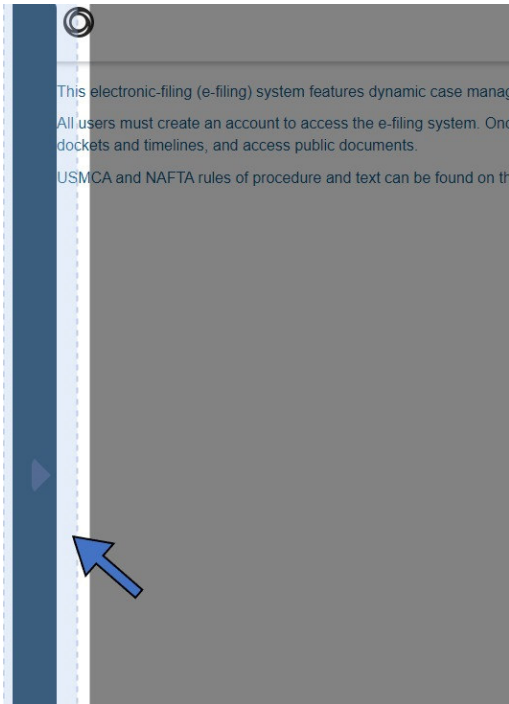 This electronic-filing (e-filing) system features dynamic case manag
All users must create an account to access the e-filing system. Onc
dockets and timelines, and access public documents.
USMCA and NAFTA rules of procedure and text can be found on th